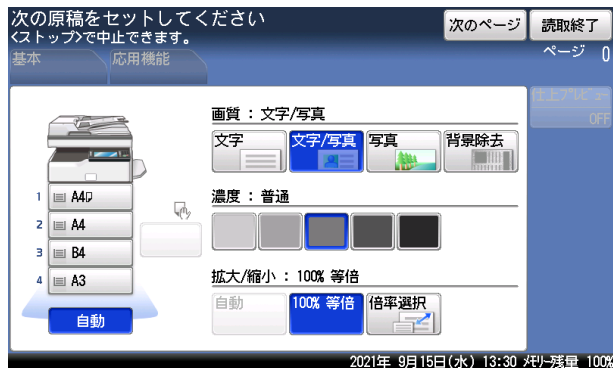 次の原稿をセットしてください
<ストップ>で中止できます。
次のページ
読取終了
ページ 0
基本
応用機能
仕上プレビュー
OFF
画質 : 文字/写真
文字
文字/写真
写真
背景除去
1 A4
2 A4
3 B4
4 A3
自動
濃度 : 普通
拡大/縮小 : 100% 等倍
自動
100% 等倍
倍率選択
2021年 9月15日(水) 13:30 メモリー残量 100%